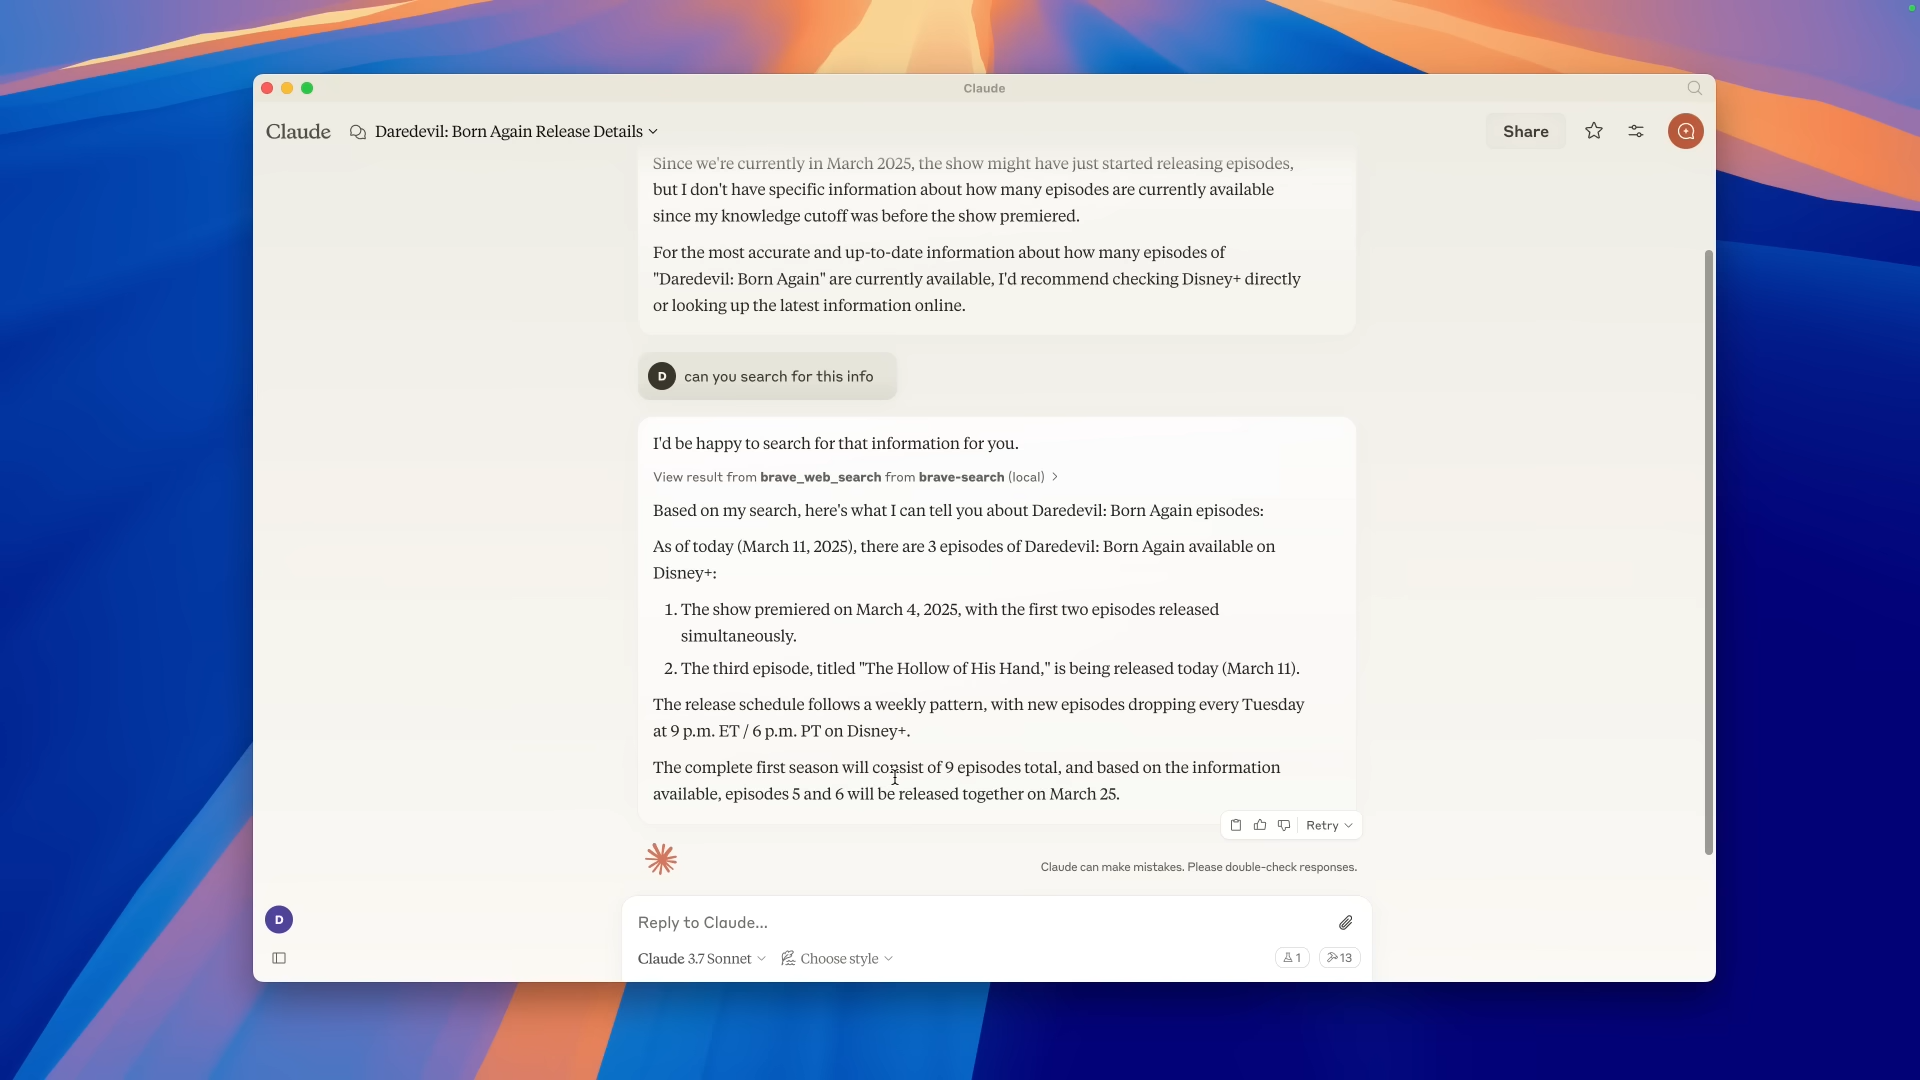 Claude
Claude
Daredevil: Born Again Release Details
Share
Since we're currently in March 2025, the show might have just started releasing episodes,
but I don't have specific information about how many episodes are currently available
since my knowledge cutoff was before the show premiered.
For the most accurate and up-to-date information about how many episodes of
"Daredevil: Born Again" are currently available, I'd recommend checking Disney+ directly
or looking up the latest information online.
D
can you search for this info
I'd be happy to search for that information for you.
View result from brave_web_search from brave-search (local)
Based on my search, here's what I can tell you about Daredevil: Born Again episodes:
As of today (March 11, 2025), there are 3 episodes of Daredevil: Born Again available on
Disney+:
1. The show premiered on March 4, 2025, with the first two episodes released
simultaneously.
2. The third episode, titled "The Hollow of His Hand," is being released today (March 11).
The release schedule follows a weekly pattern, with new episodes dropping every Tuesday
at 9 p.m. ET / 6 p.m. PT on Disney+.
The complete first season will consist of 9 episodes total, and based on the information
available, episodes 5 and 6 will be released together on March 25.
Retry
Claude can make mistakes. Please double-check responses.
D
Reply to Claude...
Claude 3.7 Sonnet
Choose style
1
13